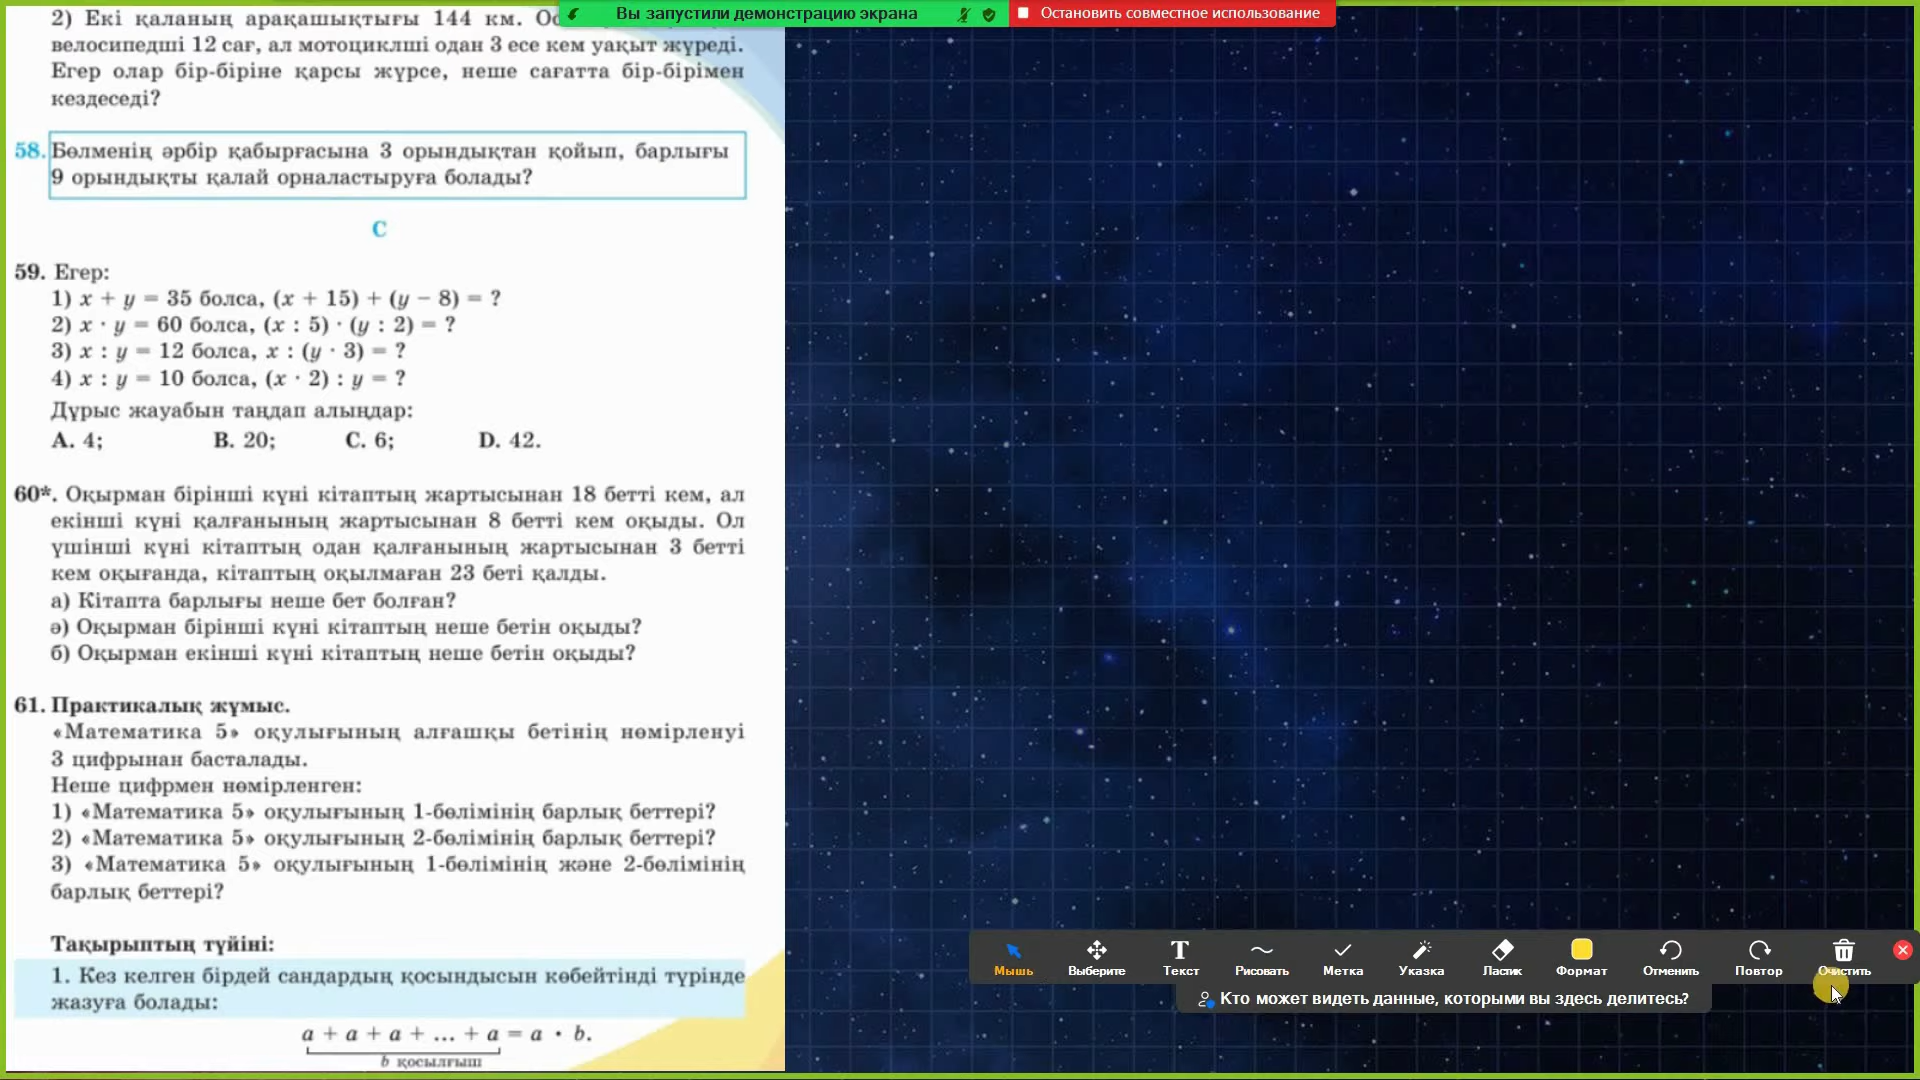 Вы запустили демонстрацию экрана
Остановить совместное использование
2) Екі қаланың арақашықтығы 144 км.
велосипедші 12 сағ, ал мотоциклші одан 3 есе кем уақыт жүреді.
Егер олар бір-біріне қарсы жүрсе, неше сағатта бір-бірімен
кездеседі?
58. Бөлменің әрбір қабырғасына 3 орындықтан қойып, барлығы
9 орындықты қалай орналастыруға болады?
С
59. Егер:
1) x + y = 35 болса, (x + 15) + (y − 8) = ?
2) x · y = 60 болса, (x : 5) · (y : 2) = ?
3) x : y = 12 болса, x : (y · 3) = ?
4) x : y = 10 болса, (x · 2) : y = ?
Дұрыс жауабын таңдап алыңдар:
A. 4; B. 20; C. 6; D. 42.
60*. Оқырман бірінші күні кітаптың жартысынан 18 бетті кем, ал
екінші күні қалғанының жартысынан 8 бетті кем оқыды. Ол
үшінші күні кітаптың одан қалғанының жартысынан 3 бетті
кем оқығанда, кітаптың оқылмаған 23 беті қалды.
а) Кітапта барлығы неше бет болған?
ә) Оқырман бірінші күні кітаптың неше бетін оқыды?
б) Оқырман екінші күні кітаптың неше бетін оқыды?
61. Практикалық жұмыс.
«Математика 5» оқулығының алғашқы бетінің нөмірленуі
3 цифрынан басталады.
Неше цифрмен нөмірленген:
1) «Математика 5» оқулығының 1-бөлімінің барлық беттері?
2) «Математика 5» оқулығының 2-бөлімінің барлық беттері?
3) «Математика 5» оқулығының 1-бөлімінің және 2-бөлімінің
барлық беттері?
Тақырыптың түйіні:
1. Кез келген бірдей сандардың қосындысын көбейтінді түрінде
жазуға болады:
a + a + a + ... + a = a · b.
b қосылғыш
Мышь Выберите Текст Рисовать Метка Указка Ластик Формат Отменить Повтор Очистить
Кто может видеть данные, которыми вы здесь делитесь?